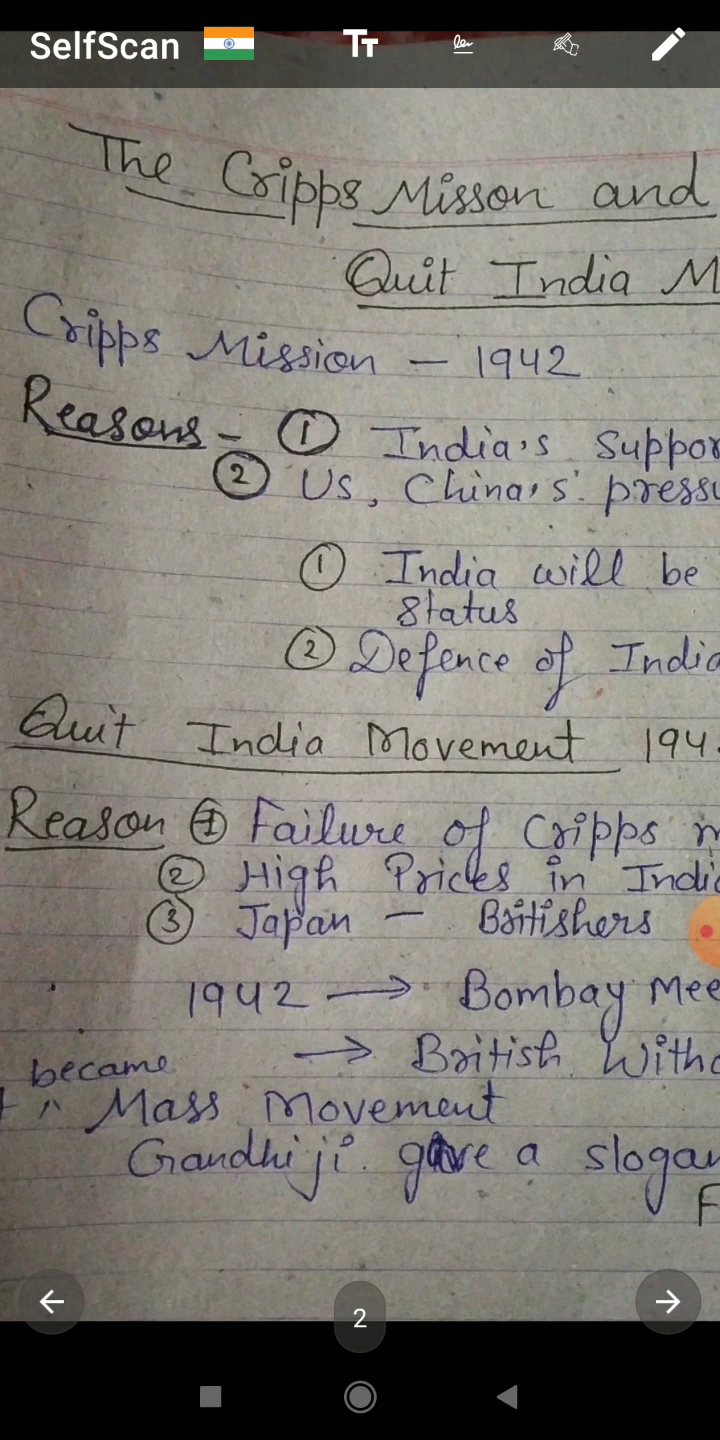 SelfScan
The Cripps Misson and
Quit India M
Cripps Mission – 1942
Reasons - ① India's Suppor
② US, China's pressu
① India will be
status
② Defence of India
Quit India Movement 194
Reason ① Failure of Cripps m
② High Prices in India
③ Japan – Britishers
1942 → Bombay Mee
became → British Withd
Mass Movement
Gandhiji gave a slogan
F
2